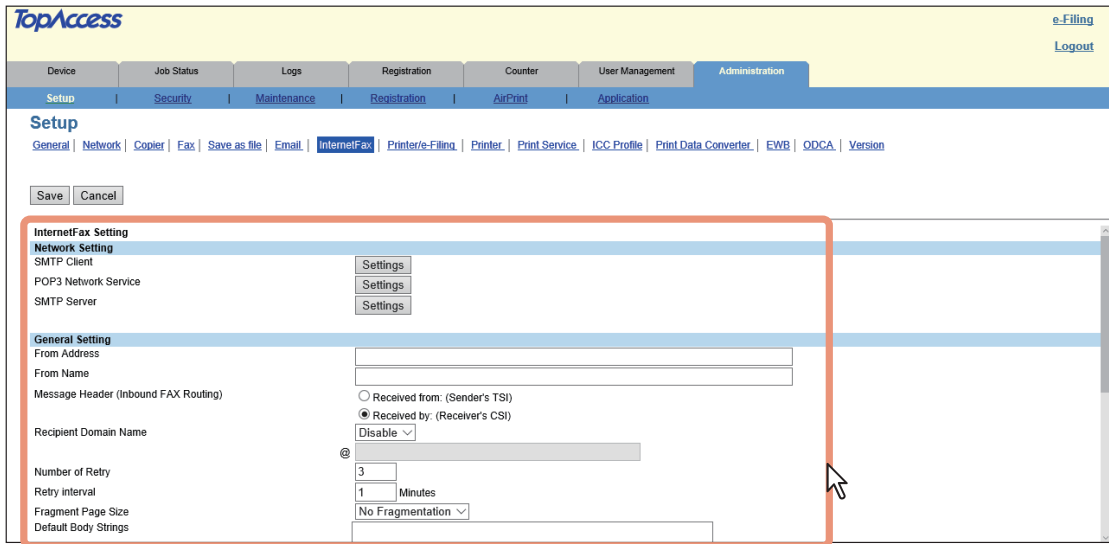 TopAccess
e-Filing
Logout
Device Job Status Logs Registration Counter User Management Administration
Setup | Security | Maintenance | Registration | AirPrint | Application
Setup
General | Network | Copier | Fax | Save as file | Email | InternetFax | Printer/e-Filing | Printer | Print Service | ICC Profile | Print Data Converter | EWB | ODCA | Version
Save Cancel
InternetFax Setting
Network Setting
SMTP Client Settings
POP3 Network Service Settings
SMTP Server Settings
General Setting
From Address
From Name
Message Header (Inbound FAX Routing) Received from: (Sender's TSI)
Received by: (Receiver's CSI)
Recipient Domain Name Disable
@
Number of Retry 3
Retry interval 1 Minutes
Fragment Page Size No Fragmentation
Default Body Strings